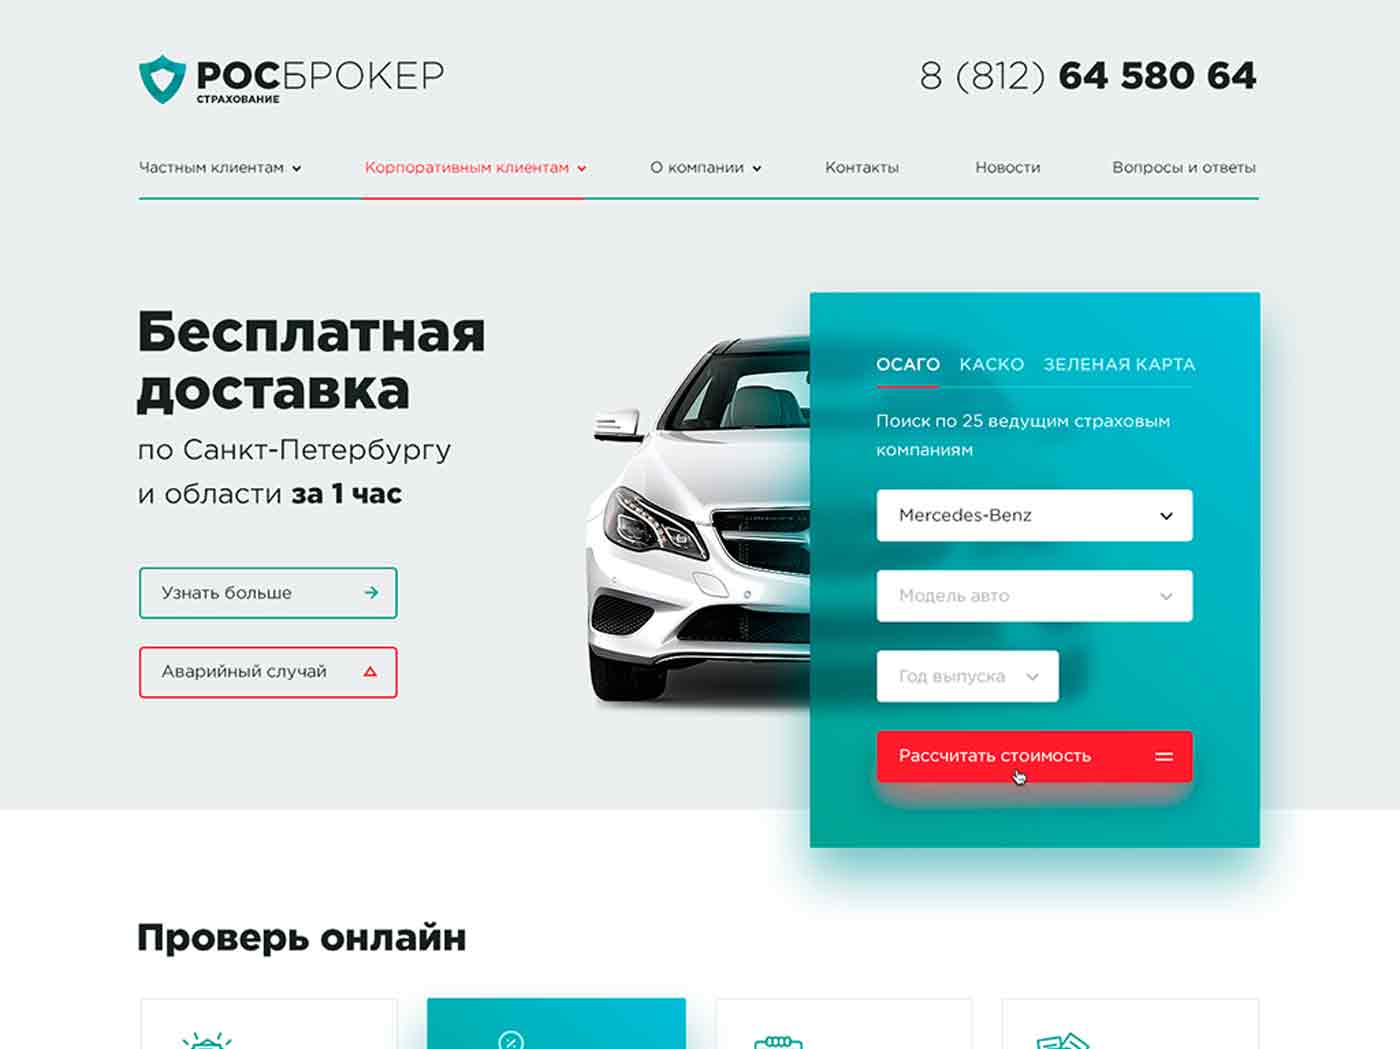 РОСБРОКЕР
СТРАХОВАНИЕ
8 (812) 64 580 64
Частным клиентам
Корпоративным клиентам
О компании
Контакты
Новости
Вопросы и ответы
Бесплатная
доставка
по Санкт-Петербургу
и области за 1 час
Узнать больше
Аварийный случай
ОСАГО КАСКО ЗЕЛЕНАЯ КАРТА
Поиск по 25 ведущим страховым
компаниям
Mercedes-Benz
Модель авто
Год выпуска
Рассчитать стоимость
Проверь онлайн